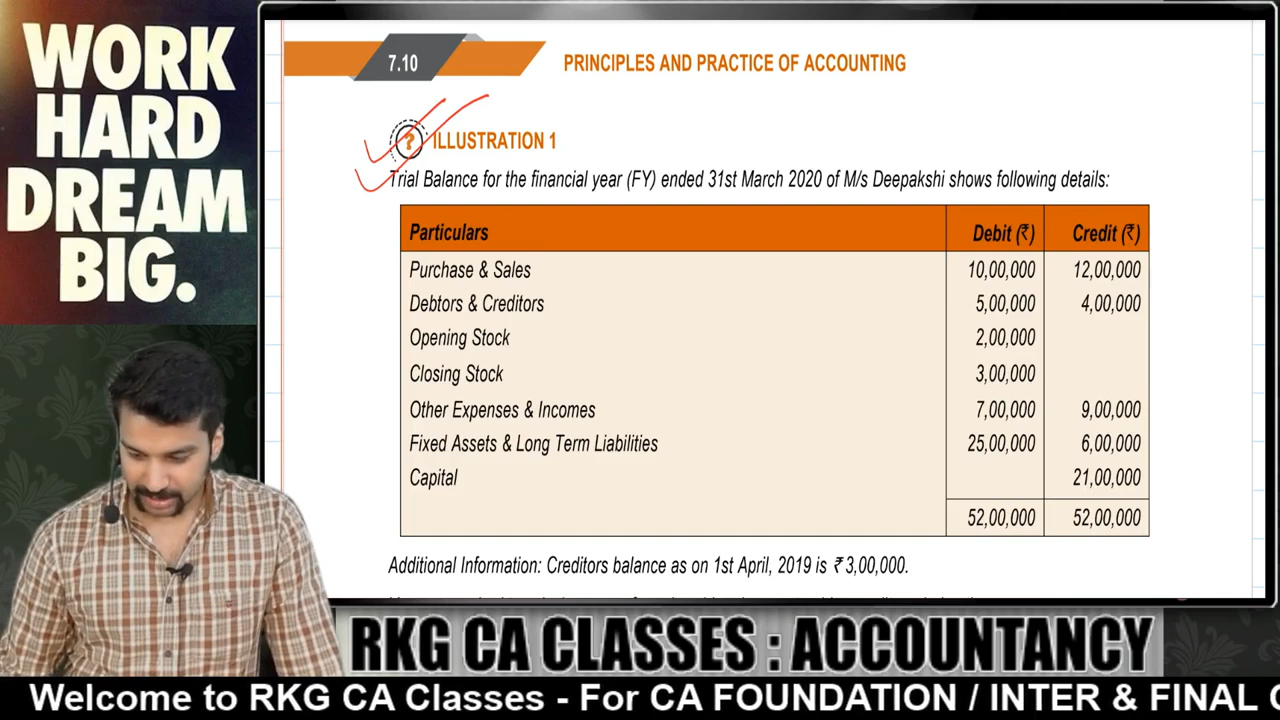 WORK
HARD
DREAM
BIG.
7.10
PRINCIPLES AND PRACTICE OF ACCOUNTING
? ILLUSTRATION 1
Trial Balance for the financial year (FY) ended 31st March 2020 of M/s Deepakshi shows following details:
Particulars Debit (₹) Credit (₹)
Purchase & Sales 10,00,000 12,00,000
Debtors & Creditors 5,00,000 4,00,000
Opening Stock 2,00,000
Closing Stock 3,00,000
Other Expenses & Incomes 7,00,000 9,00,000
Fixed Assets & Long Term Liabilities 25,00,000 6,00,000
Capital 21,00,000
52,00,000 52,00,000
Additional Information: Creditors balance as on 1st April, 2019 is ₹ 3,00,000.
RKG CA CLASSES : ACCOUNTANCY
Welcome to RKG CA Classes - For CA FOUNDATION / INTER & FINAL